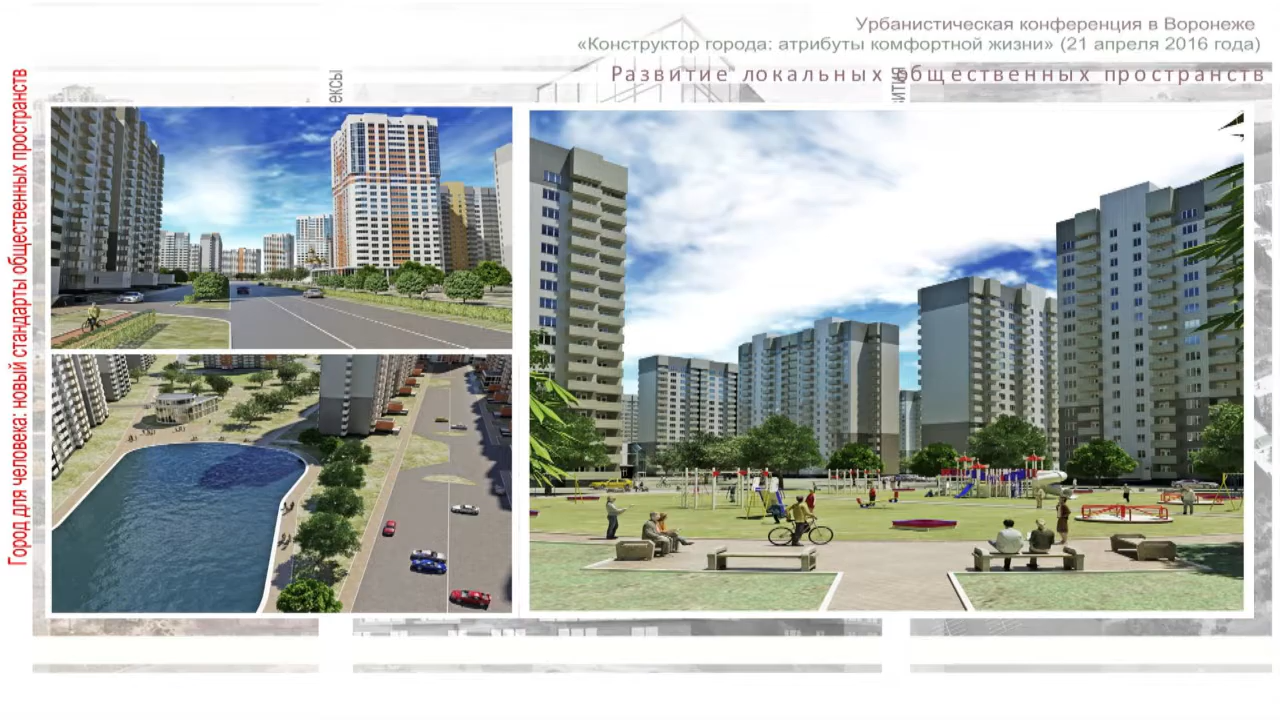 Урбанистическая конференция в Воронеже
«Конструктор города: атрибуты комфортной жизни» (21 апреля 2016 года)
Развитие локальных общественных пространств
Город для человека: новый стандарты общественных пространств